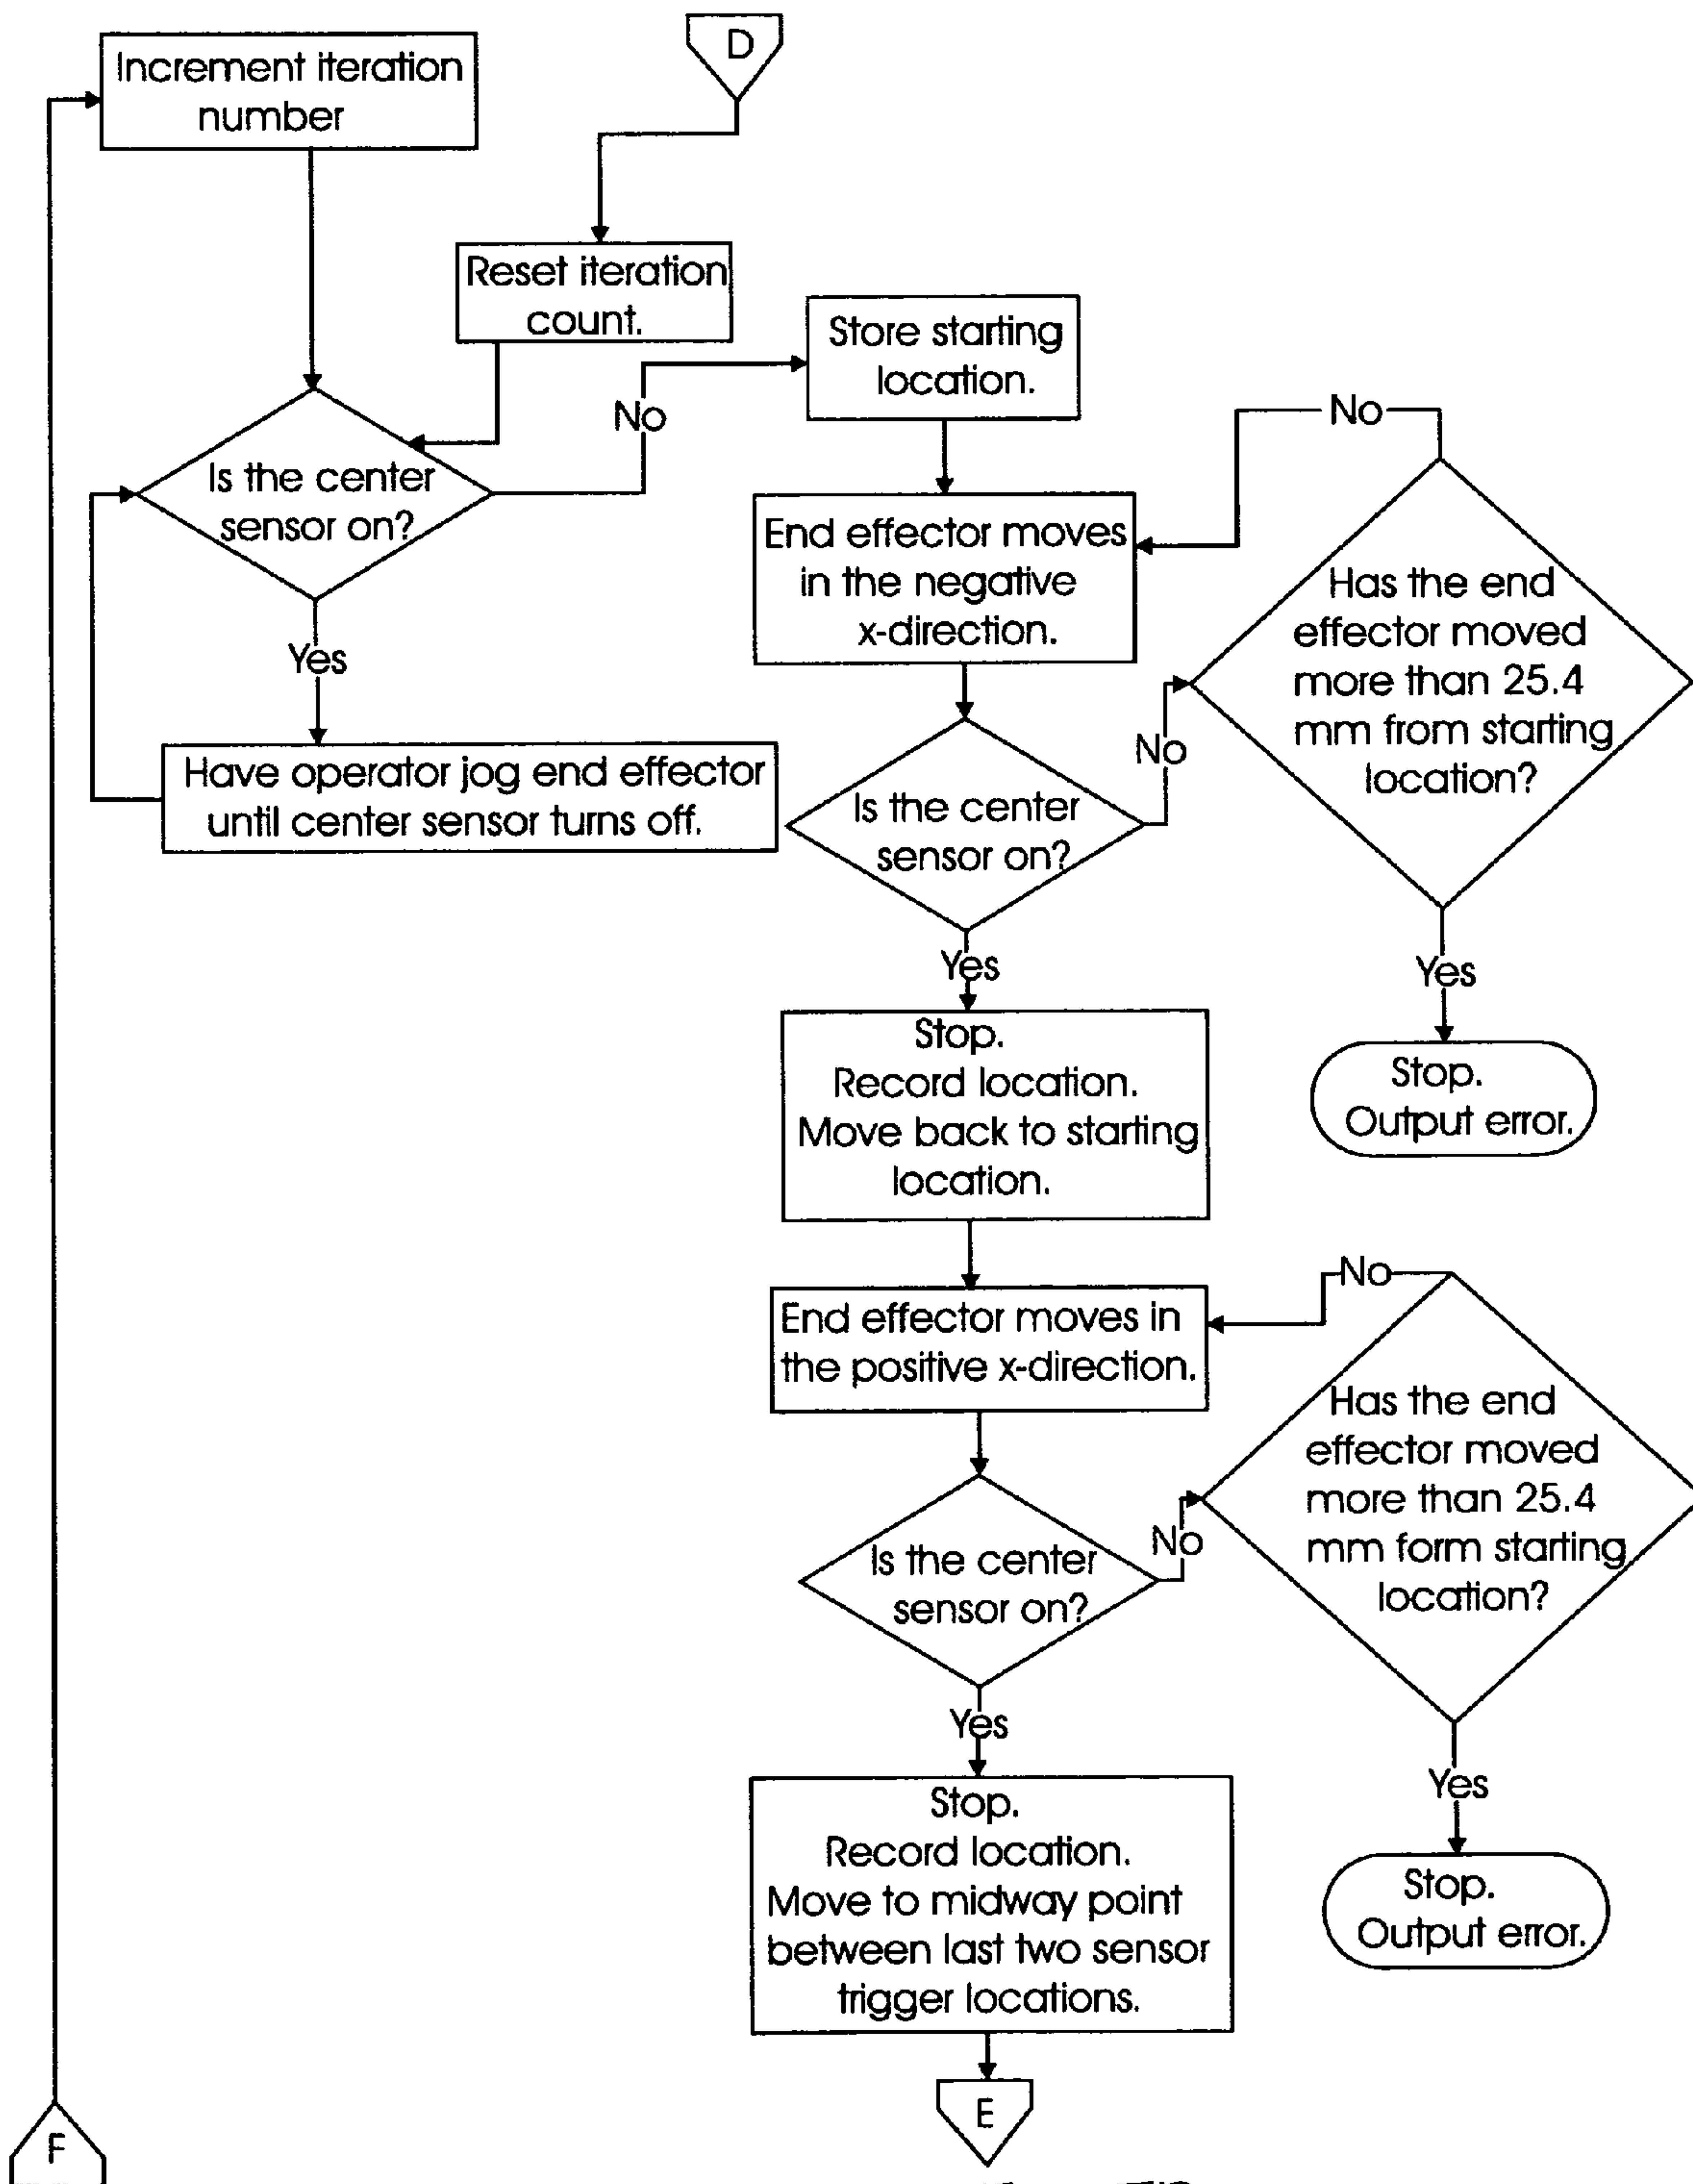 D
Increment iteration
number
Reset iteration
count.
Store starting
location.
No
No
Is the center
sensor on?
End effector moves
in the negative
x-direction.
Has the end
effector moved
more than 25.4
mm from starting
location?
Yes
No
Have operator jog end effector
until center sensor turns off.
Is the center
sensor on?
Yes
Yes
Stop.
Record location.
Move back to starting
location.
Stop.
Output error.
No
End effector moves in
the positive x-direction.
Has the end
effector moved
more than 25.4
mm form starting
location?
No
Is the center
sensor on?
Yes
Yes
Stop.
Record location.
Move to midway point
between last two sensor
trigger locations.
Stop.
Output error.
E
F